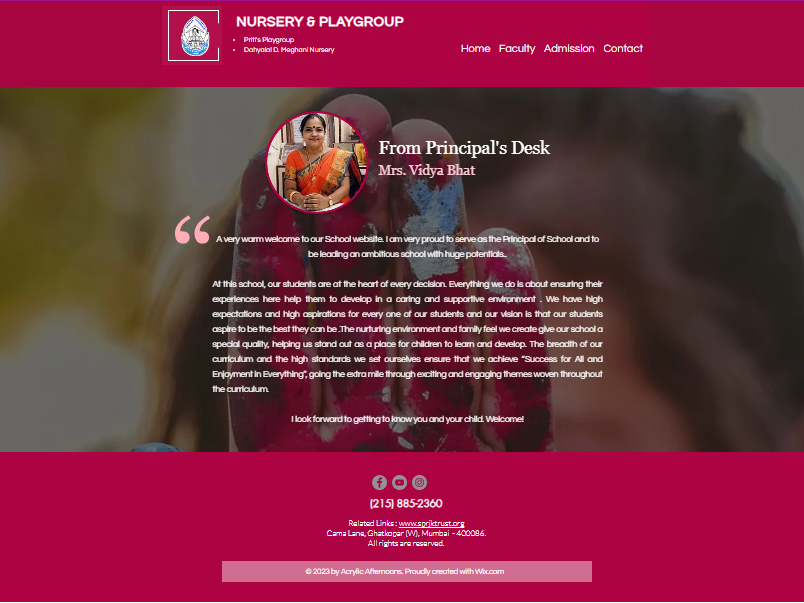 NURSERY & PLAYGROUP
• Priti's Playgroup
• Dahyalal D. Meghani Nursery
Home Faculty Admission Contact
From Principal's Desk
Mrs. Vidya Bhat
“
A very warm welcome to our School website. I am very proud to serve as the Principal of School and to
be leading an ambitious school with huge potentials..
At this school, our students are at the heart of every decision. Everything we do is about ensuring their
experiences here help them to develop in a caring and supportive environment . We have high
expectations and high aspirations for every one of our students and our vision is that our students
aspire to be the best they can be .The nurturing environment and family feel we create give our school a
special quality, helping us stand out as a place for children to learn and develop. The breadth of our
curriculum and the high standards we set ourselves ensure that we achieve “Success for All and
Enjoyment in Everything”, going the extra mile through exciting and engaging themes woven throughout
the curriculum.
I look forward to getting to know you and your child. Welcome!
(215) 885-2360
Related Links : www.sprjktrust.org
Cama Lane, Ghatkopar (W), Mumbai - 400086.
All rights are reserved.
© 2023 by Acrylic Afternoons. Proudly created with Wix.com